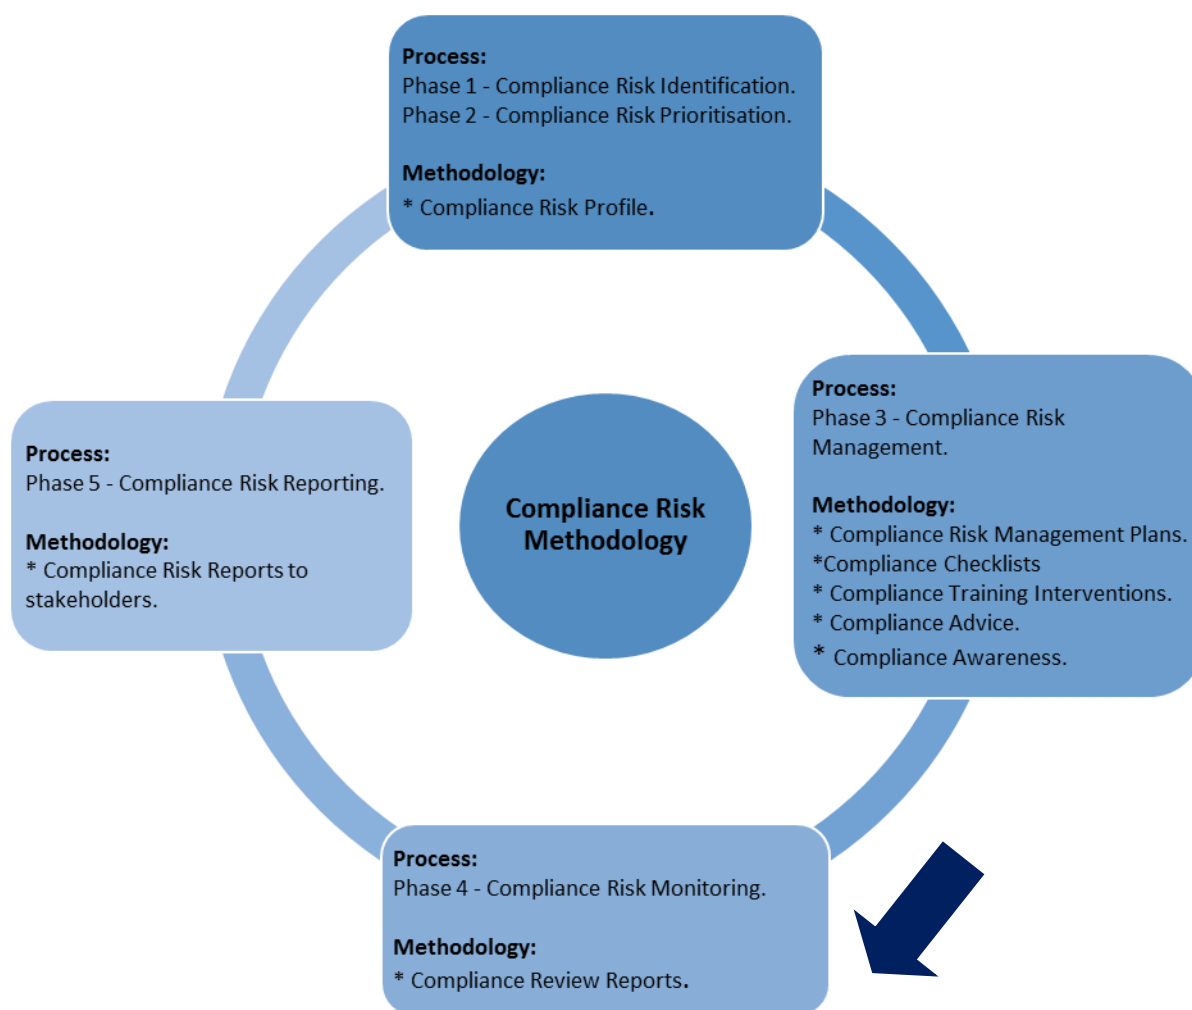 Process:
Phase 1 - Compliance Risk Identification.
Phase 2 - Compliance Risk Prioritisation.
Methodology:
* Compliance Risk Profile.
Process:
Phase 3 - Compliance Risk
Management.
Methodology:
* Compliance Risk Management Plans.
*Compliance Checklists
* Compliance Training Interventions.
* Compliance Advice.
* Compliance Awareness.
Process:
Phase 4 - Compliance Risk Monitoring.
Methodology:
* Compliance Review Reports.
Process:
Phase 5 - Compliance Risk Reporting.
Methodology:
* Compliance Risk Reports to
stakeholders.
Compliance Risk
Methodology